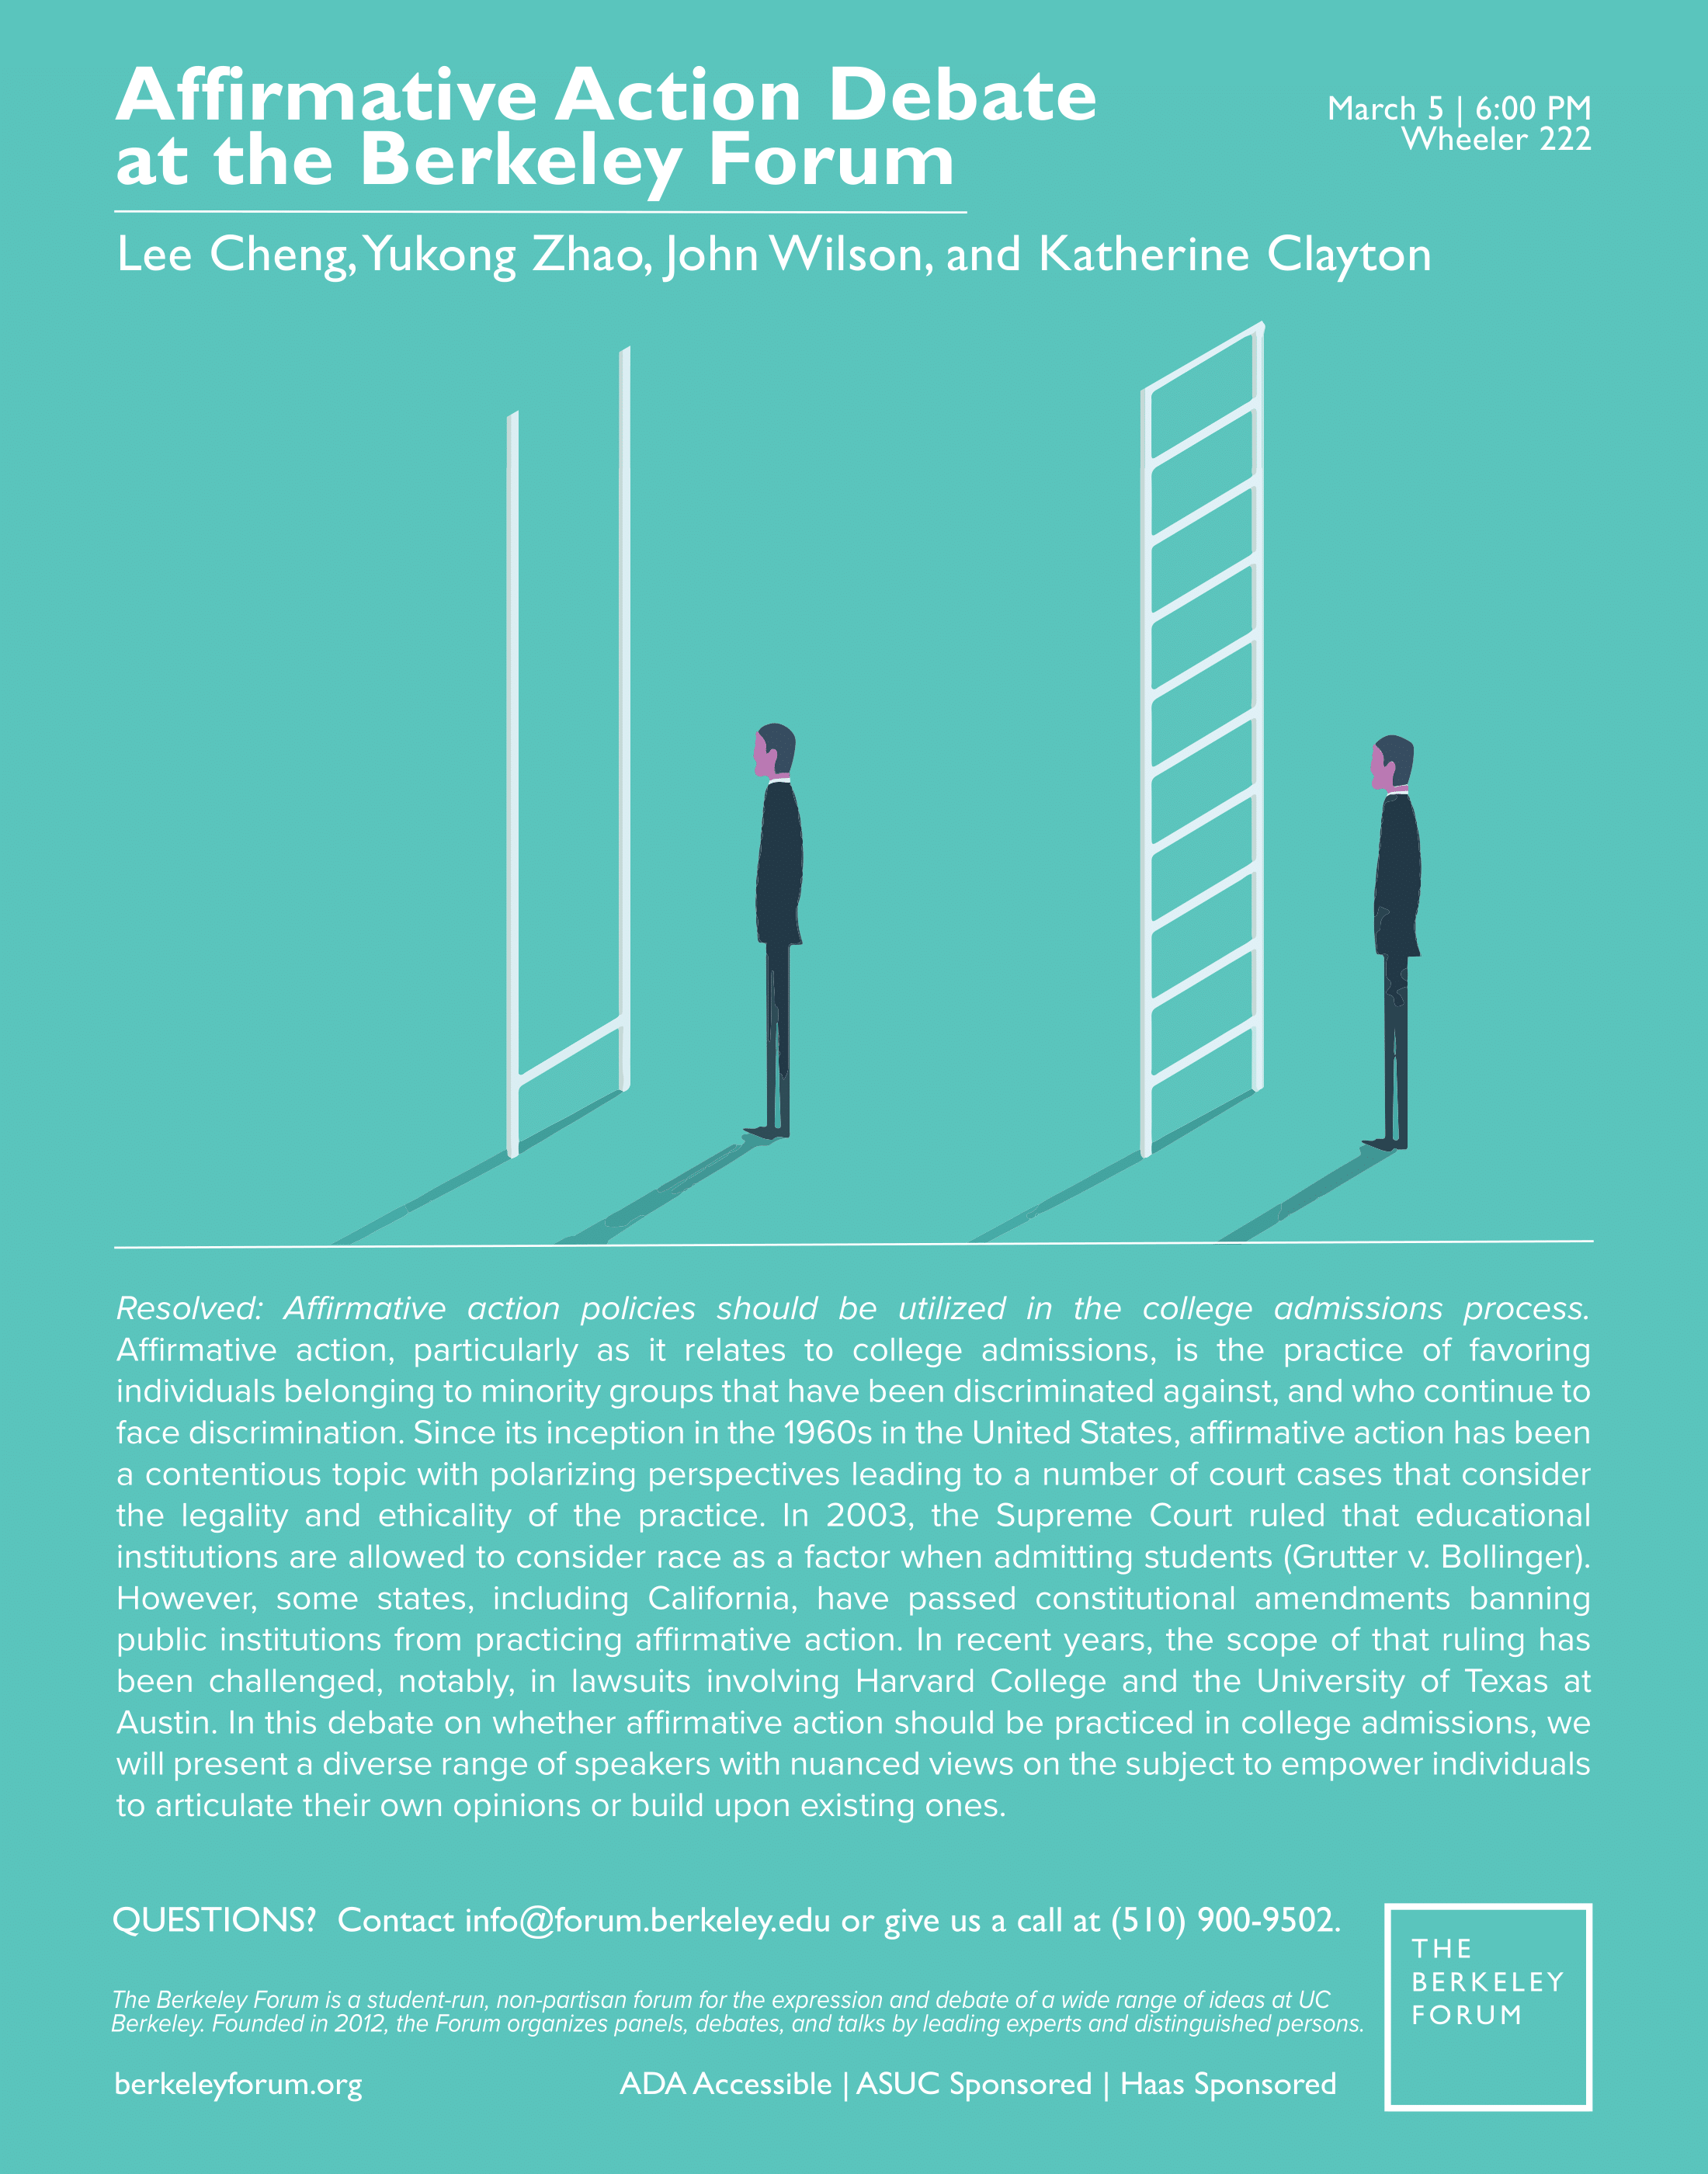 Affirmative Action Debate
at the Berkeley Forum
March 5 | 6:00 PM
Wheeler 222
Lee Cheng, Yukong Zhao, John Wilson, and Katherine Clayton
Resolved: Affirmative action policies should be utilized in the college admissions process.
Affirmative action, particularly as it relates to college admissions, is the practice of favoring
individuals belonging to minority groups that have been discriminated against, and who continue to
face discrimination. Since its inception in the 1960s in the United States, affirmative action has been
a contentious topic with polarizing perspectives leading to a number of court cases that consider
the legality and ethicality of the practice. In 2003, the Supreme Court ruled that educational
institutions are allowed to consider race as a factor when admitting students (Grutter v. Bollinger).
However, some states, including California, have passed constitutional amendments banning
public institutions from practicing affirmative action. In recent years, the scope of that ruling has
been challenged, notably, in lawsuits involving Harvard College and the University of Texas at
Austin. In this debate on whether affirmative action should be practiced in college admissions, we
will present a diverse range of speakers with nuanced views on the subject to empower individuals
to articulate their own opinions or build upon existing ones.
QUESTIONS? Contact info@forum.berkeley.edu or give us a call at (510) 900-9502.
The Berkeley Forum is a student-run, non-partisan forum for the expression and debate of a wide range of ideas at UC
Berkeley. Founded in 2012, the Forum organizes panels, debates, and talks by leading experts and distinguished persons.
berkeleyforum.org
ADA Accessible | ASUC Sponsored | Haas Sponsored
THE
BERKELEY
FORUM